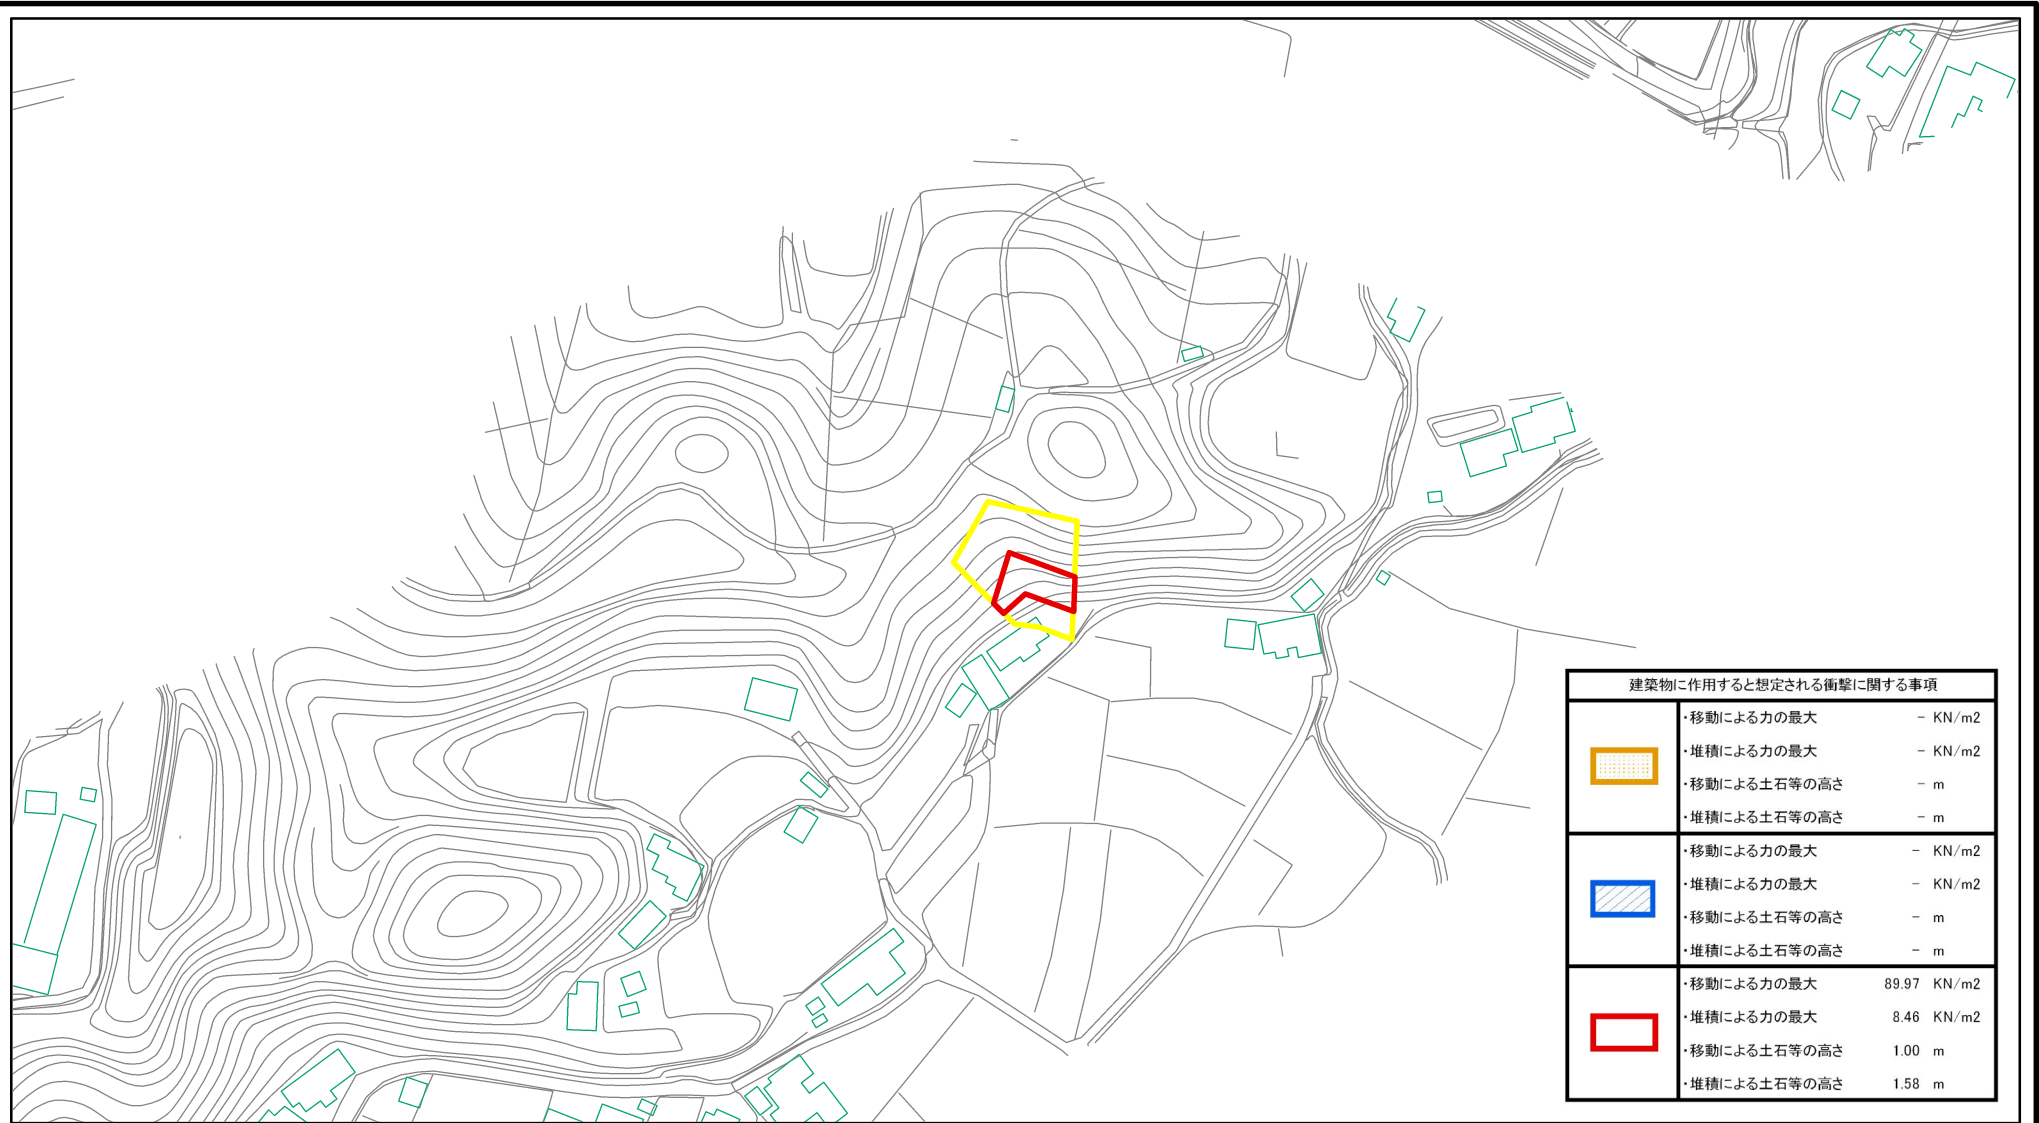 建築物に作用すると想定される衝撃に関する事項
・移動による力の最大 - KN/m2
・堆積による力の最大 - KN/m2
・移動による土石等の高さ - m
・堆積による土石等の高さ - m
・移動による力の最大 - KN/m2
・堆積による力の最大 - KN/m2
・移動による土石等の高さ - m
・堆積による土石等の高さ - m
・移動による力の最大 89.97 KN/m2
・堆積による力の最大 8.46 KN/m2
・移動による土石等の高さ 1.00 m
・堆積による土石等の高さ 1.58 m